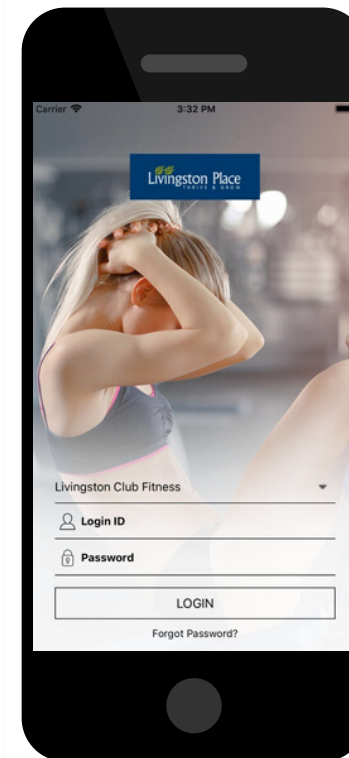 Carrier 3:32 PM
Livingston Place
THRIVE & GROW
Livingston Club Fitness
Login ID
Password
LOGIN
Forgot Password?